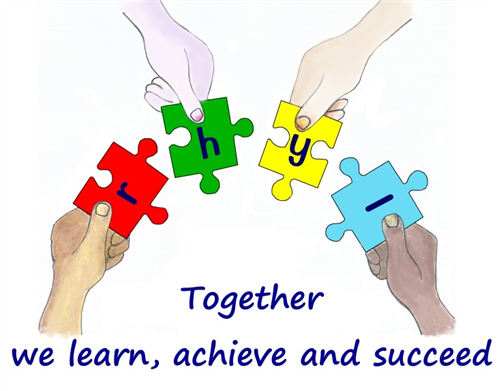 r h y l
Together
we learn, achieve and succeed